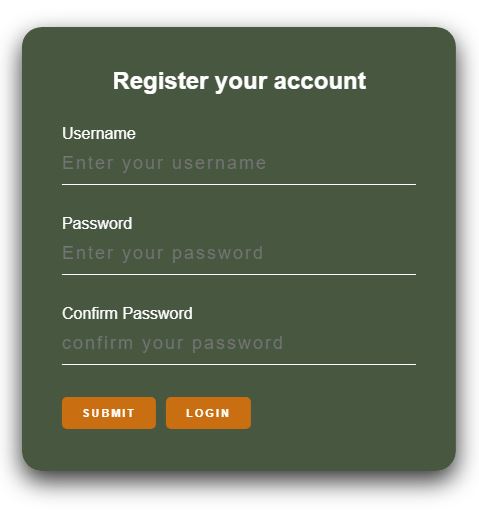 Register your account
Username
Enter your username
Password
Enter your password
Confirm Password
confirm your password
SUBMIT LOGIN